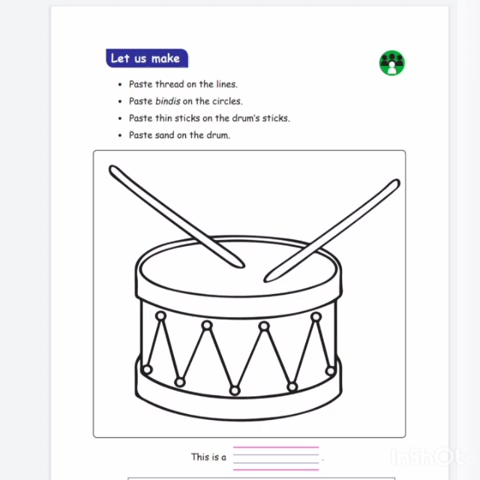 Let us make
• Paste thread on the lines.
• Paste bindis on the circles.
• Paste thin sticks on the drum's sticks.
• Paste sand on the drum.
This is a .
InShOt